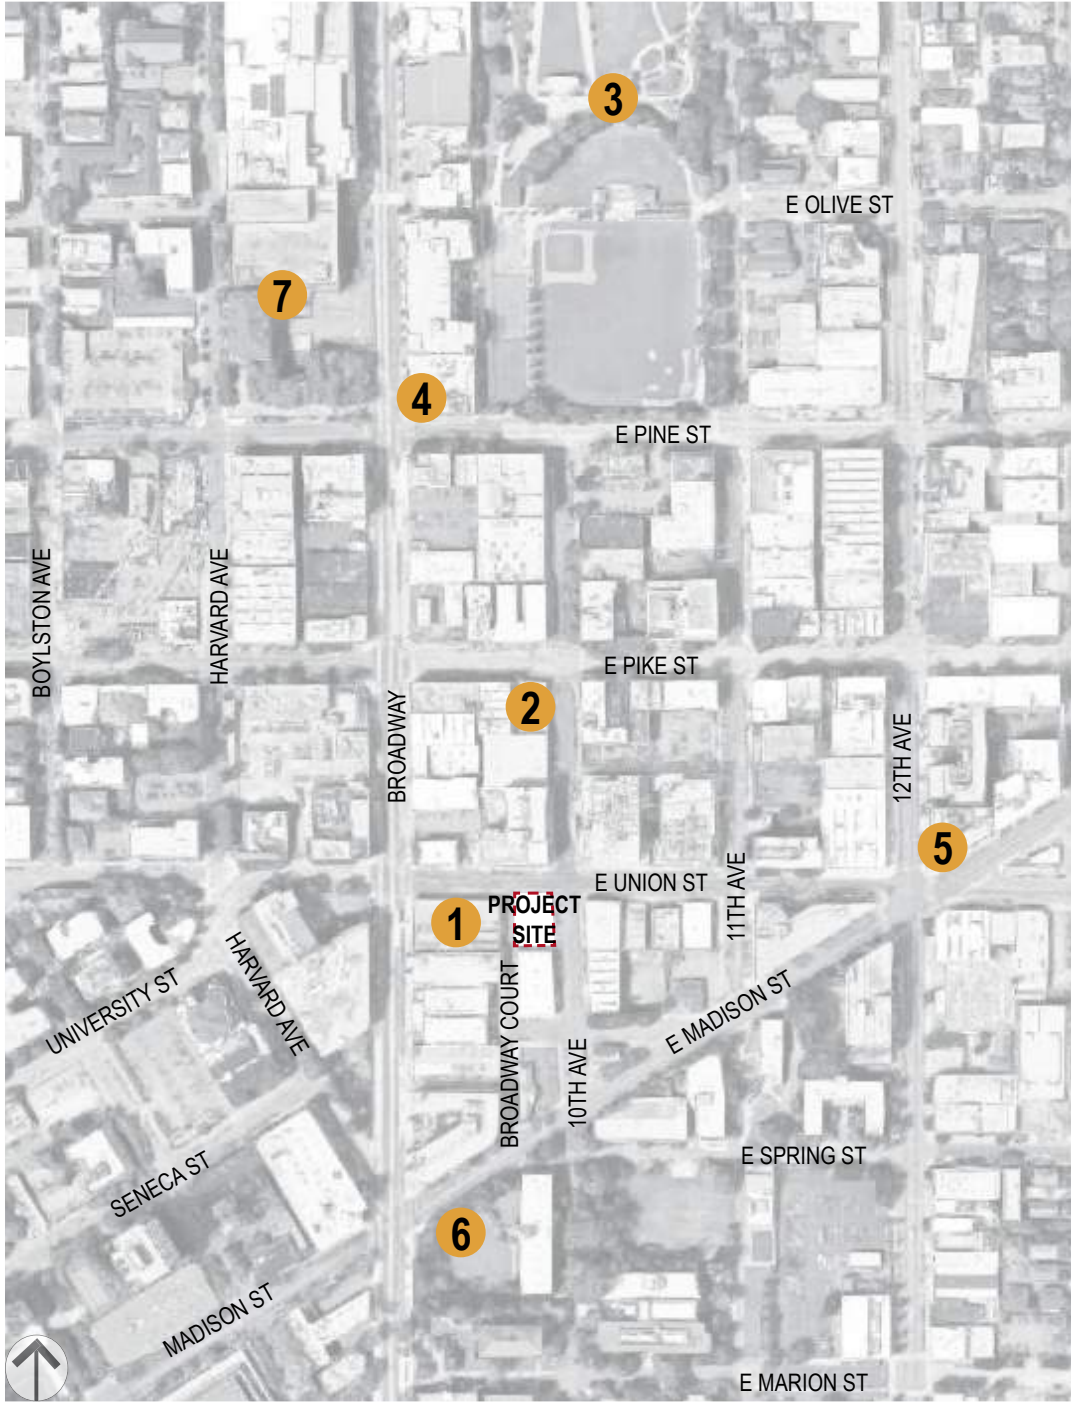 3
E OLIVE ST
7
4
E PINE ST
BOYLSTON AVE
HARVARD AVE
E PIKE ST
BROADWAY
2
12TH AVE
5
E UNION ST
11TH AVE
1
PROJECT
SITE
UNIVERSITY ST
HARVARD AVE
BROADWAY COURT
10TH AVE
E MADISON ST
SENECA ST
E SPRING ST
6
MADISON ST
E MARION ST